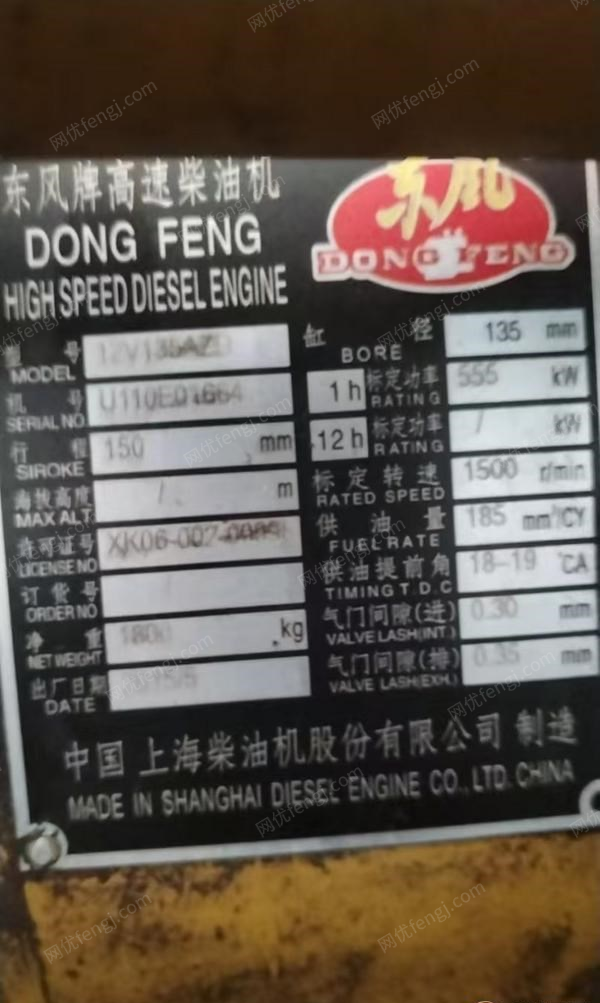 东风牌高速柴油机
DONG FENG
HIGH SPEED DIESEL ENGINE
东风
DONG FENG
型号 MODEL 12V135AZD
机号 SERIAL NO
行程 SIROKE 150 mm
海拔高度 MAX ALT. / m
许可证号 LICENSE NO XK06-007-
订货号 ORDER NO /
净重 NET WEIGHT kg
出厂日期 DATE
缸径 BORE 135 mm
1h 标定功率 RATING 555 kW
12h 标定功率 RATING / kW
标定转速 RATED SPEED 1500 r/min
供油量 FUEL RATE 185 mm³/CY
供油提前角 TIMING T.D.C 18-19 °CA
气门间隙(进) VALVE LASH(INT.) 0.30 mm
气门间隙(排) VALVE LASH(EXH.) 0.35 mm
中国 上海柴油机股份有限公司 制造
MADE IN SHANGHAI DIESEL ENGINE CO., LTD. CHINA
网优fengj.com